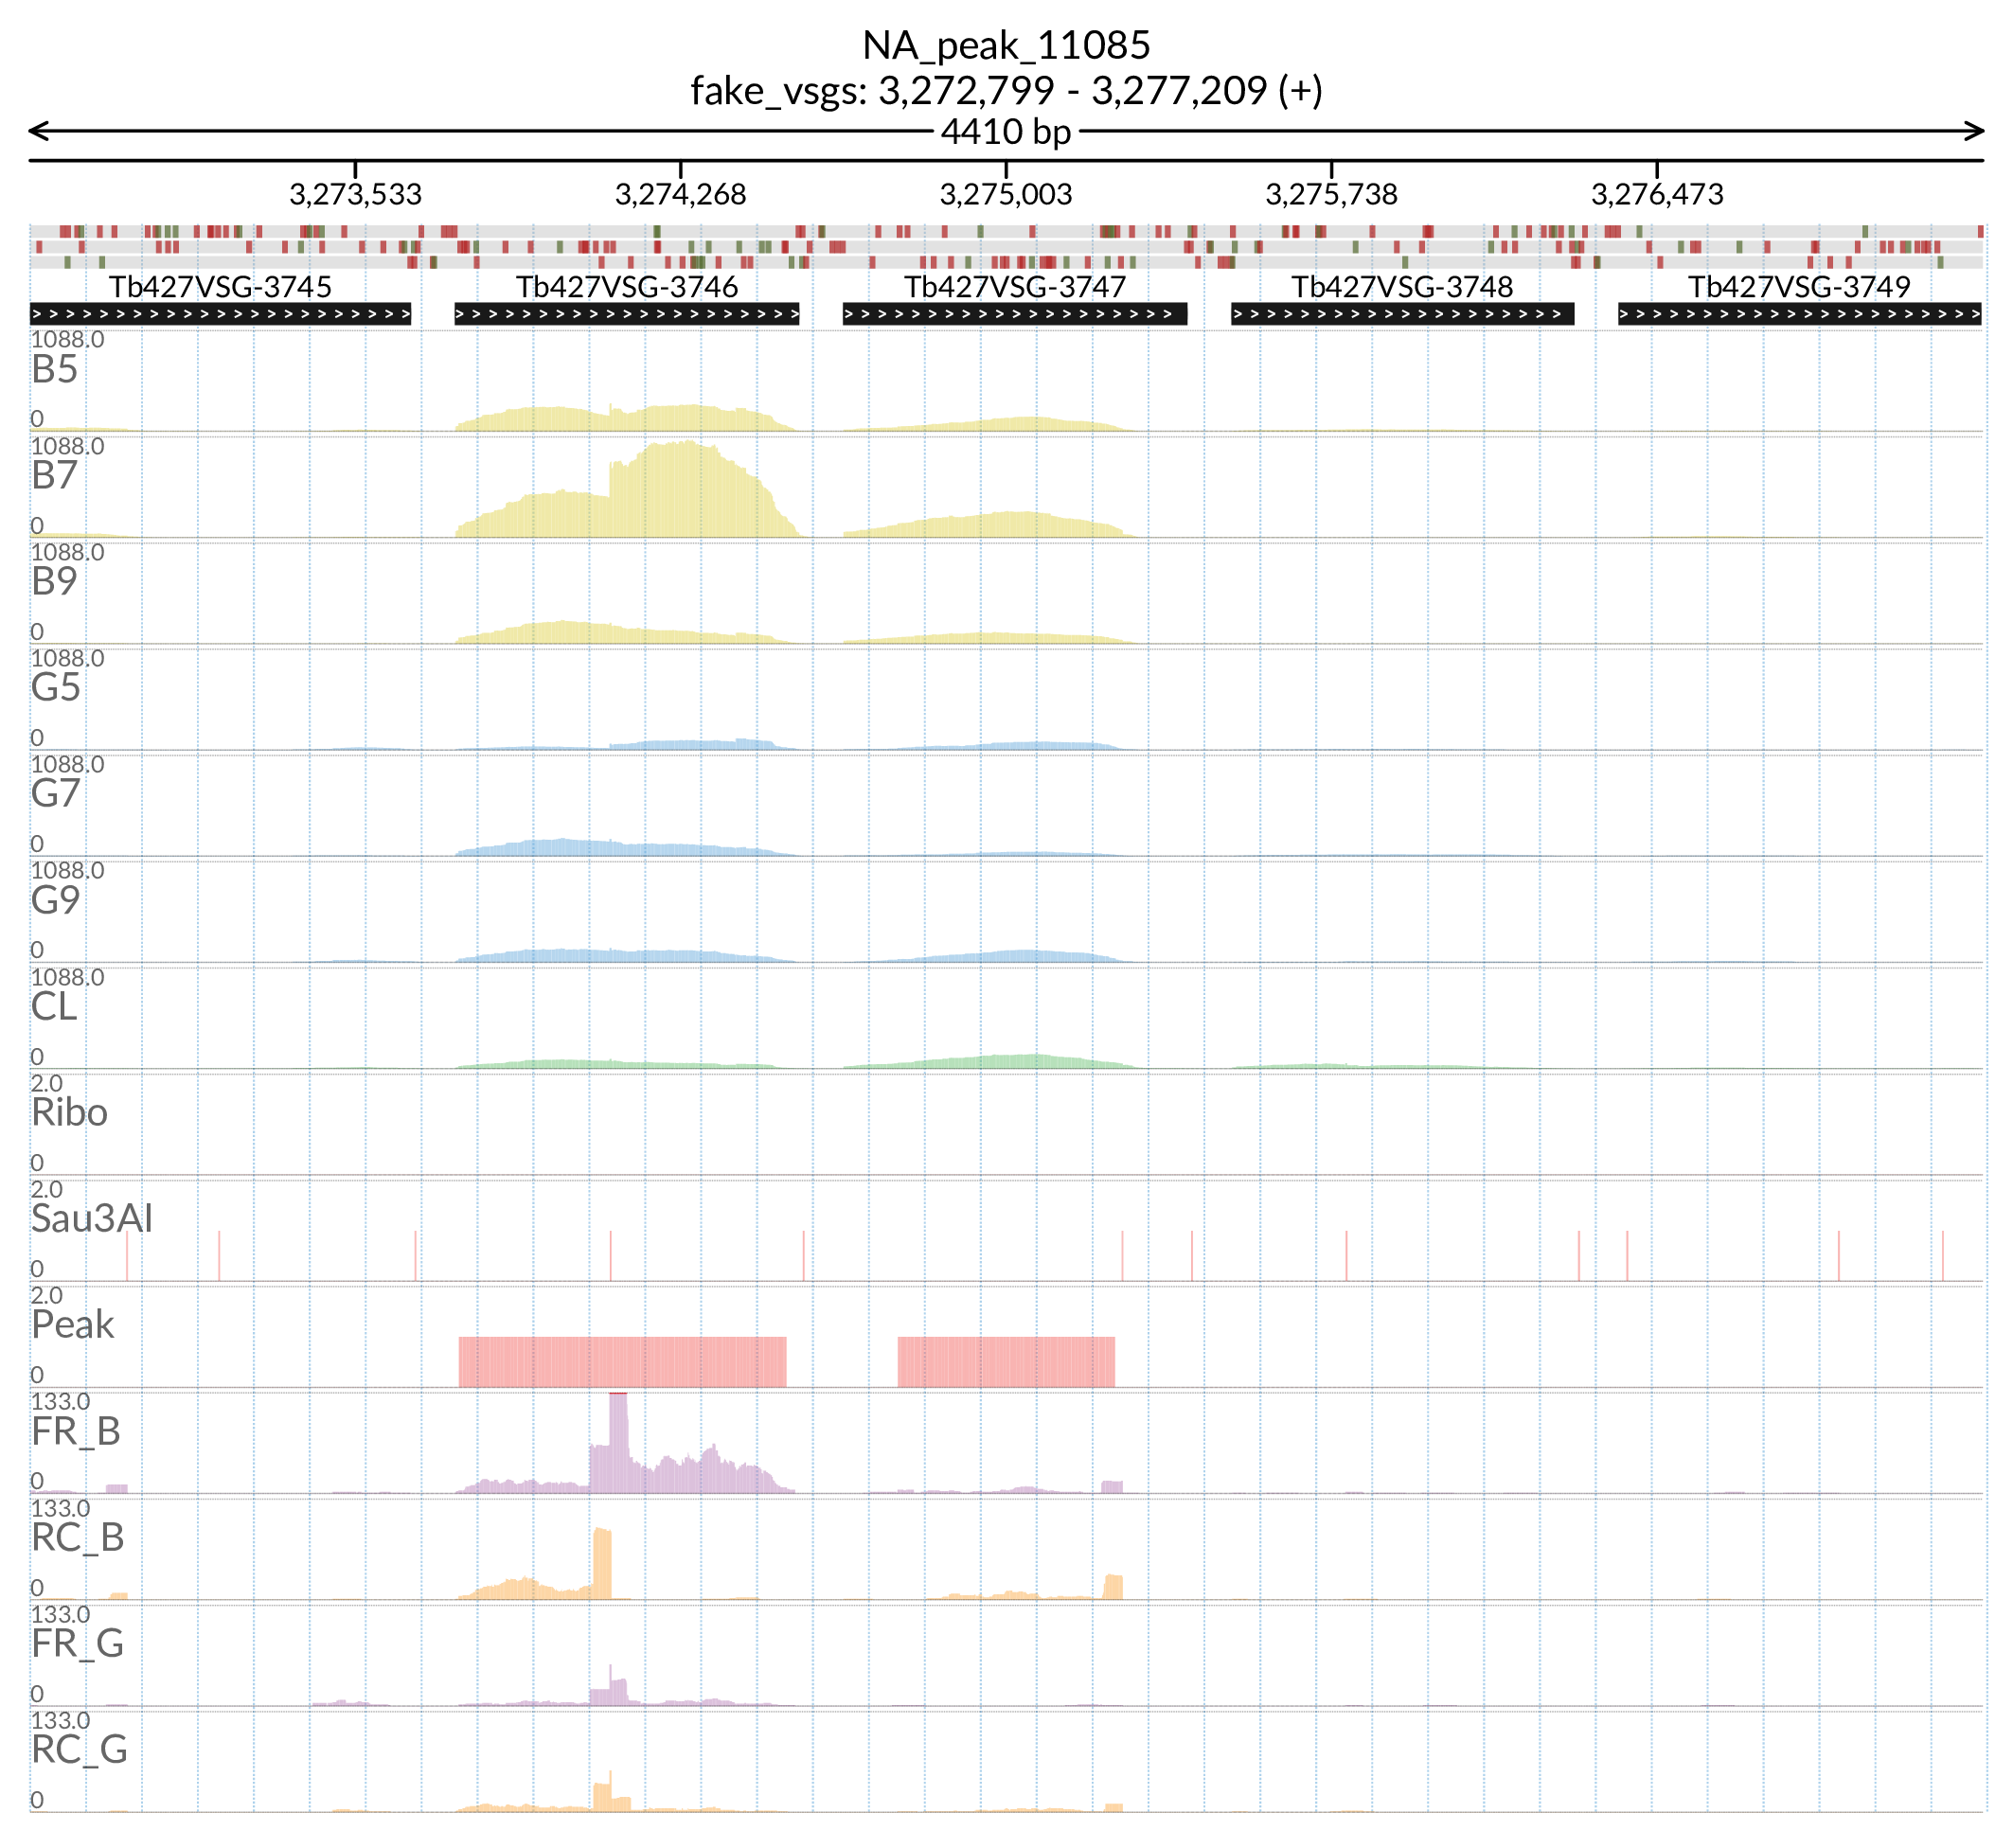 NA_peak_11085
fake_vsgs: 3,272,799 - 3,277,209 (+)
4410 bp
3,273,533 3,274,268 3,275,003 3,275,738 3,276,473
Tb427VSG-3745 Tb427VSG-3746 Tb427VSG-3747 Tb427VSG-3748 Tb427VSG-3749
1088.0
B5
0
1088.0
B7
0
1088.0
B9
0
1088.0
G5
0
1088.0
G7
0
1088.0
G9
0
1088.0
CL
0
2.0
Ribo
0
2.0
Sau3AI
0
2.0
Peak
0
133.0
FR_B
0
133.0
RC_B
0
133.0
FR_G
0
133.0
RC_G
0